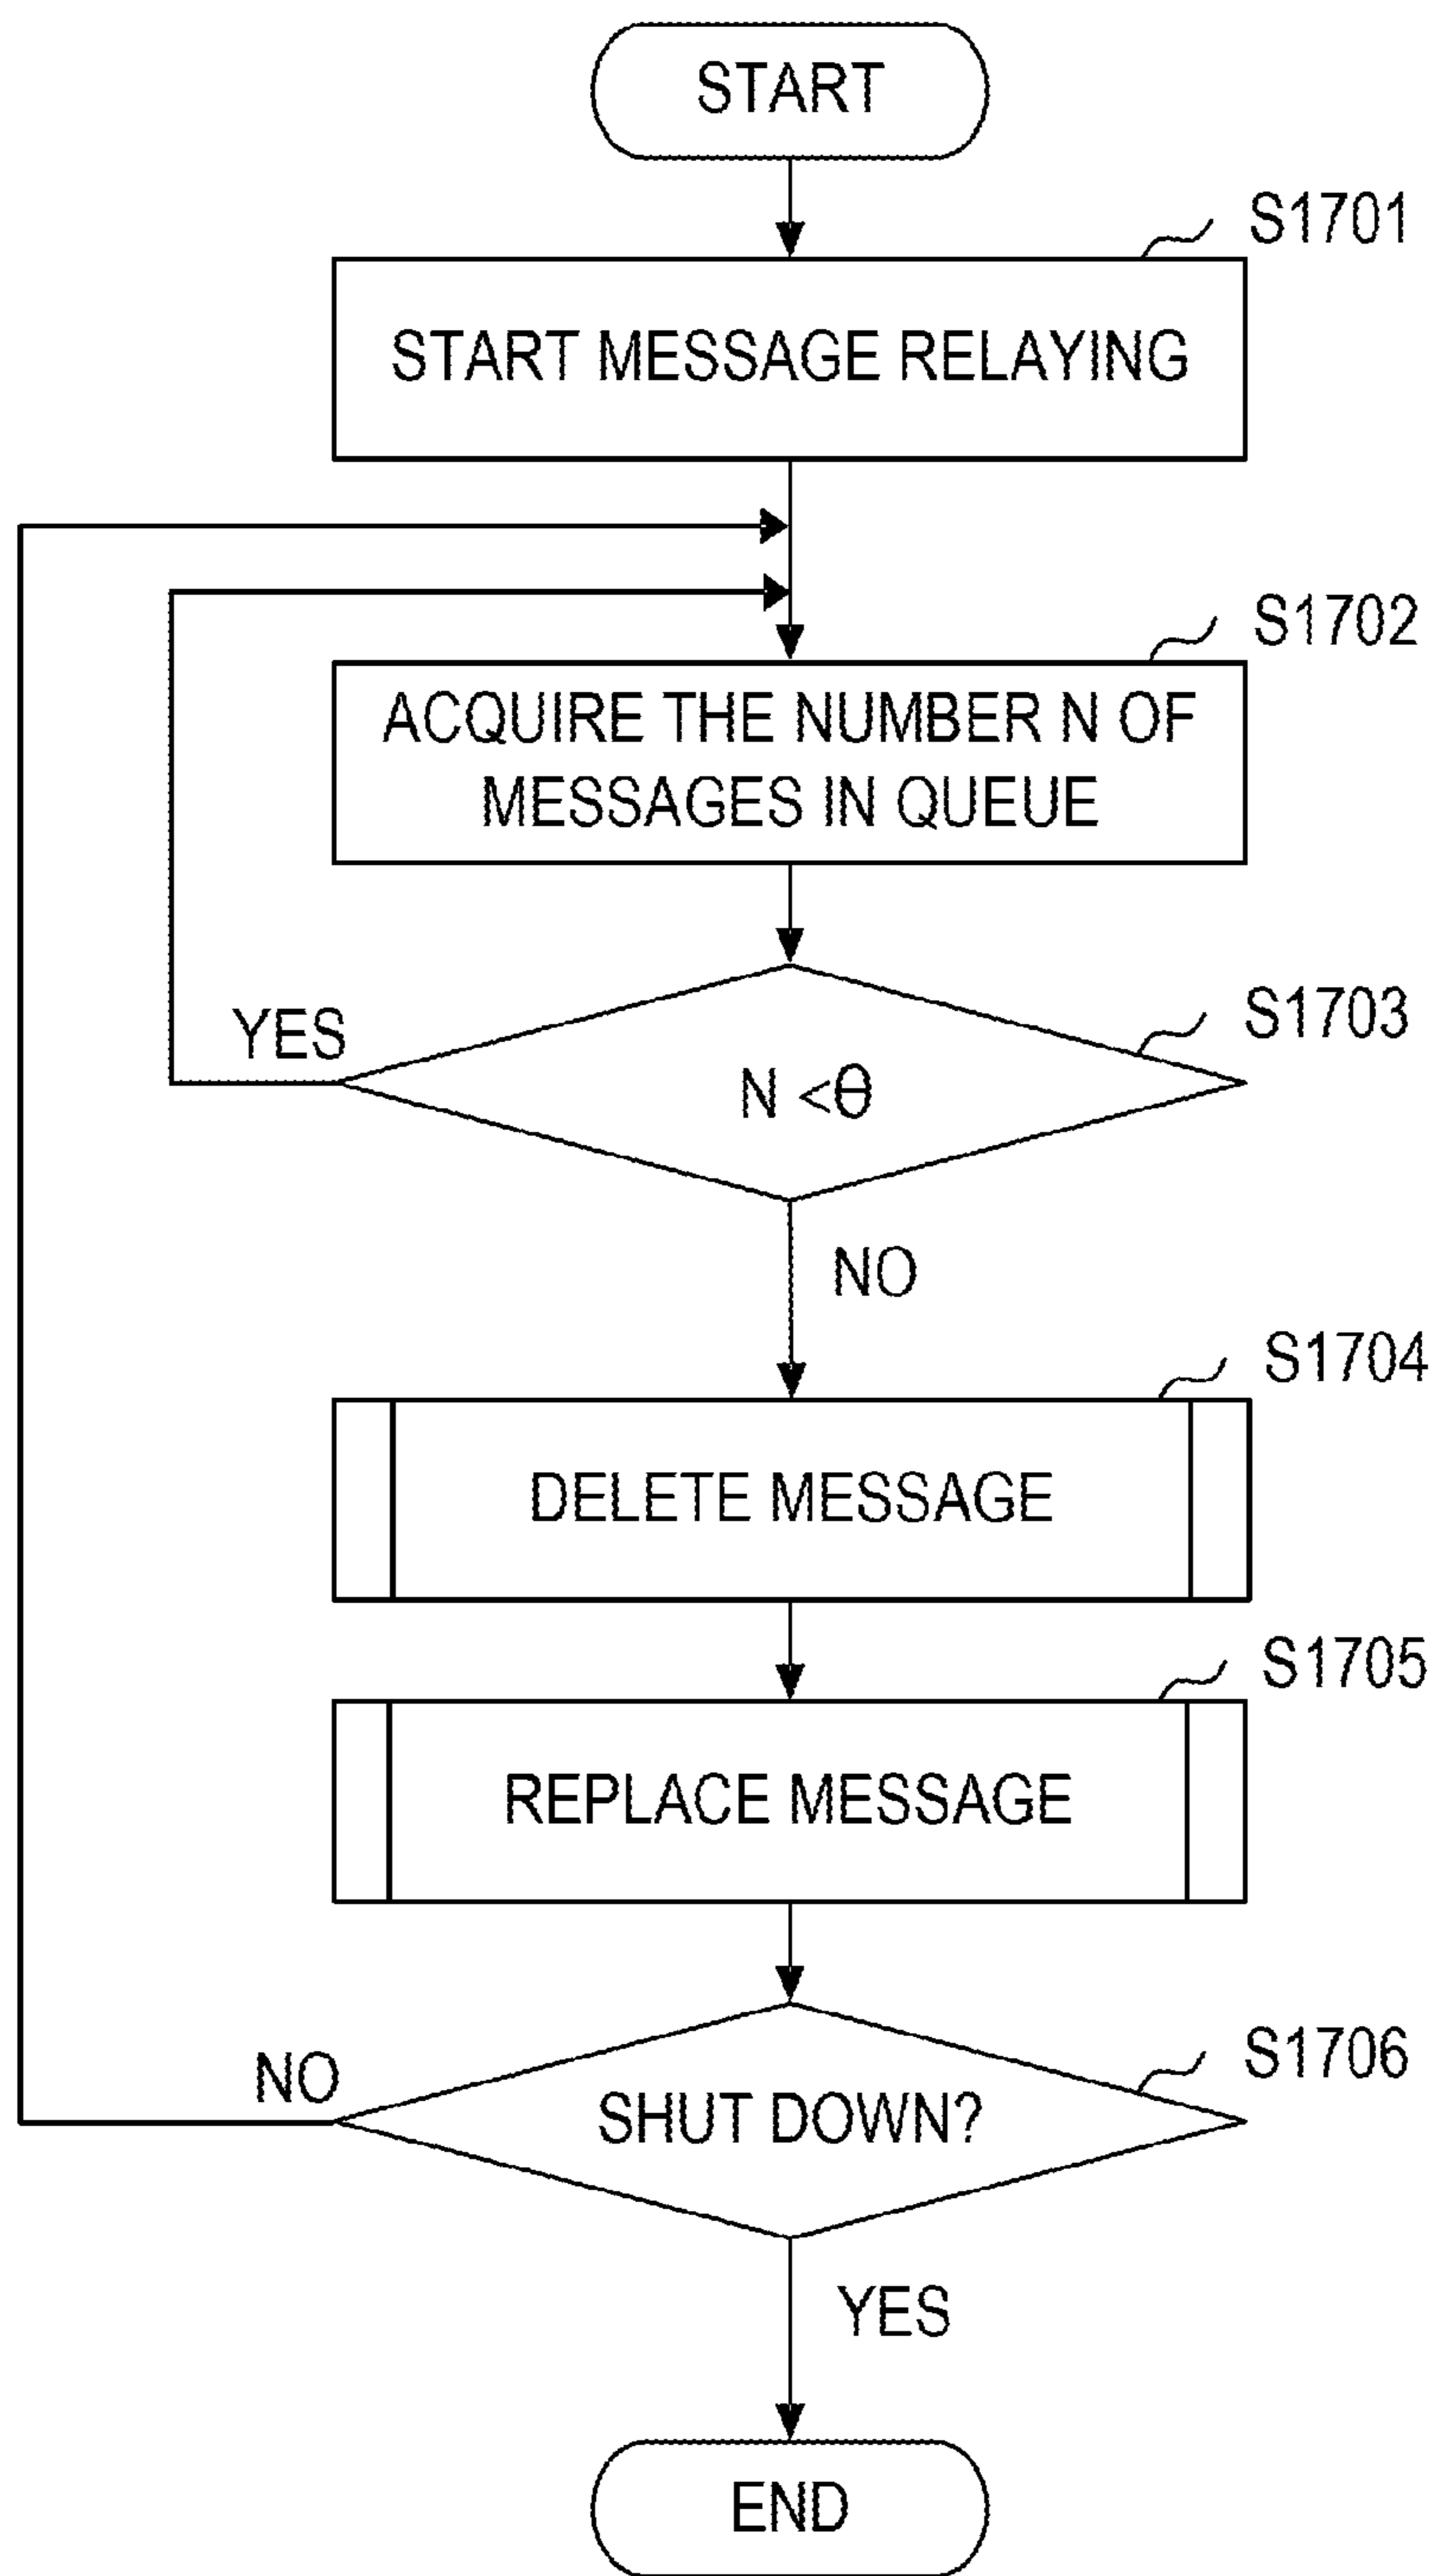 START
S1701
START MESSAGE RELAYING
S1702
ACQUIRE THE NUMBER N OF
MESSAGES IN QUEUE
S1703
YES
N <θ
NO
S1704
DELETE MESSAGE
S1705
REPLACE MESSAGE
S1706
NO
SHUT DOWN?
YES
END